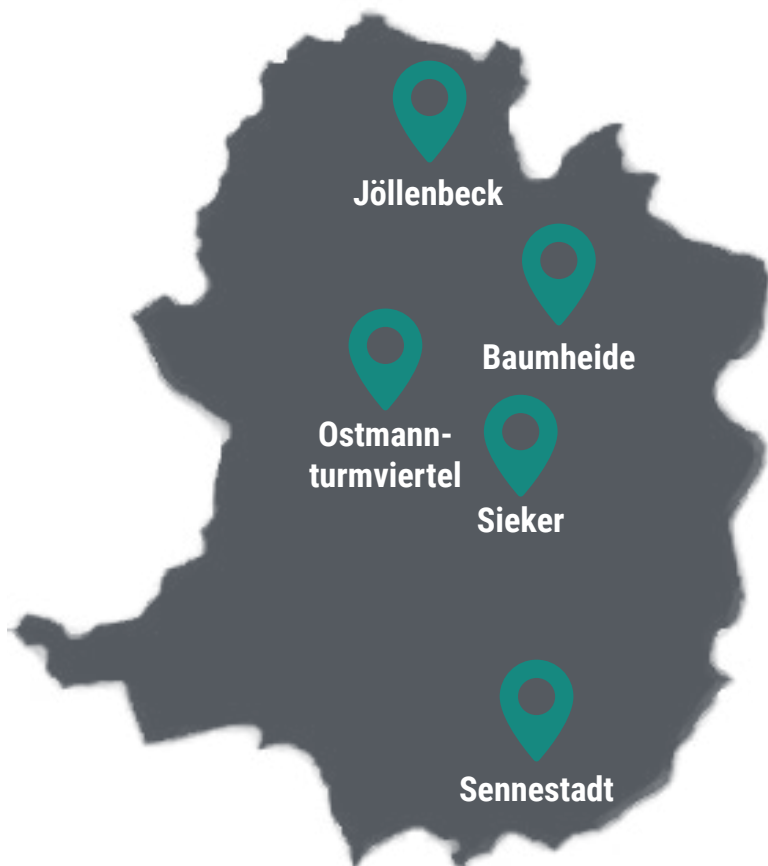 Jöllenbeck
Baumheide
Ostmann-
turmviertel
Sieker
Sennestadt